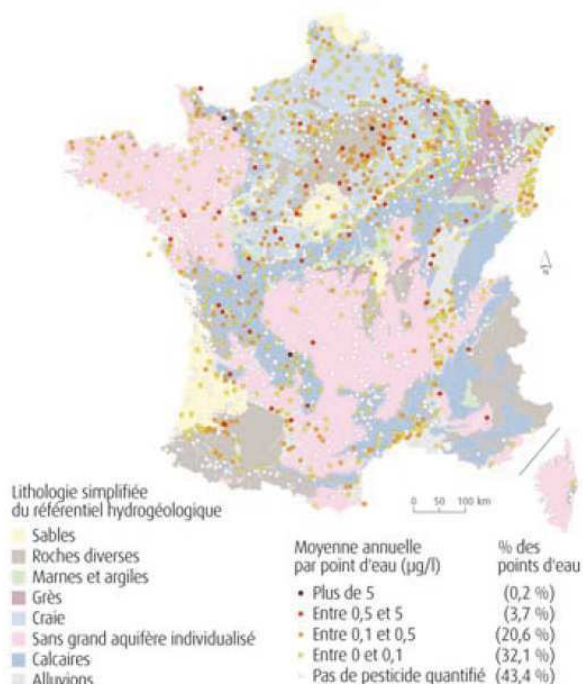 0 50 100 km
Lithologie simplifiée
du référentiel hydrogéologique
Sables
Roches diverses
Marnes et argiles
Grès
Craie
Sans grand aquifère individualisé
Calcaires
Alluvions
Moyenne annuelle
par point d'eau (µg/l)
% des
points d'eau
Plus de 5 (0,2 %)
Entre 0,5 et 5 (3,7 %)
Entre 0,1 et 0,5 (20,6 %)
Entre 0 et 0,1 (32,1 %)
Pas de pesticide quantifié (43,4 %)